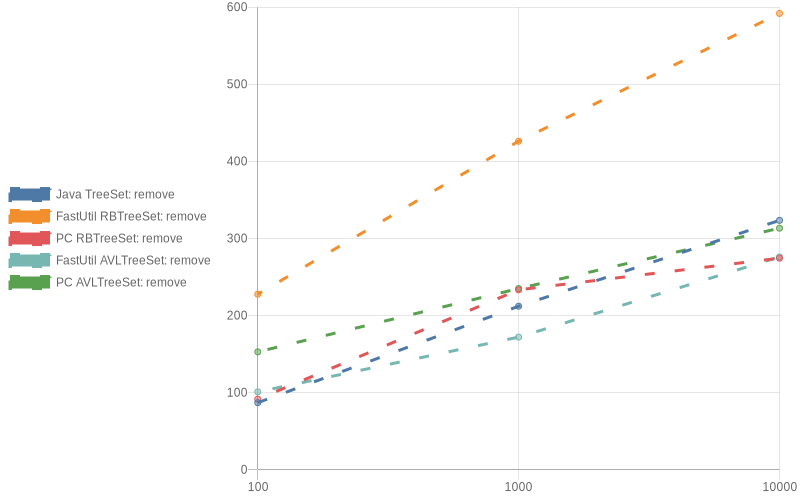 600
500
400
300
200
100
0
Java TreeSet: remove
FastUtil RBTreeSet: remove
PC RBTreeSet: remove
FastUtil AVLTreeSet: remove
PC AVLTreeSet: remove
100 1000 10000